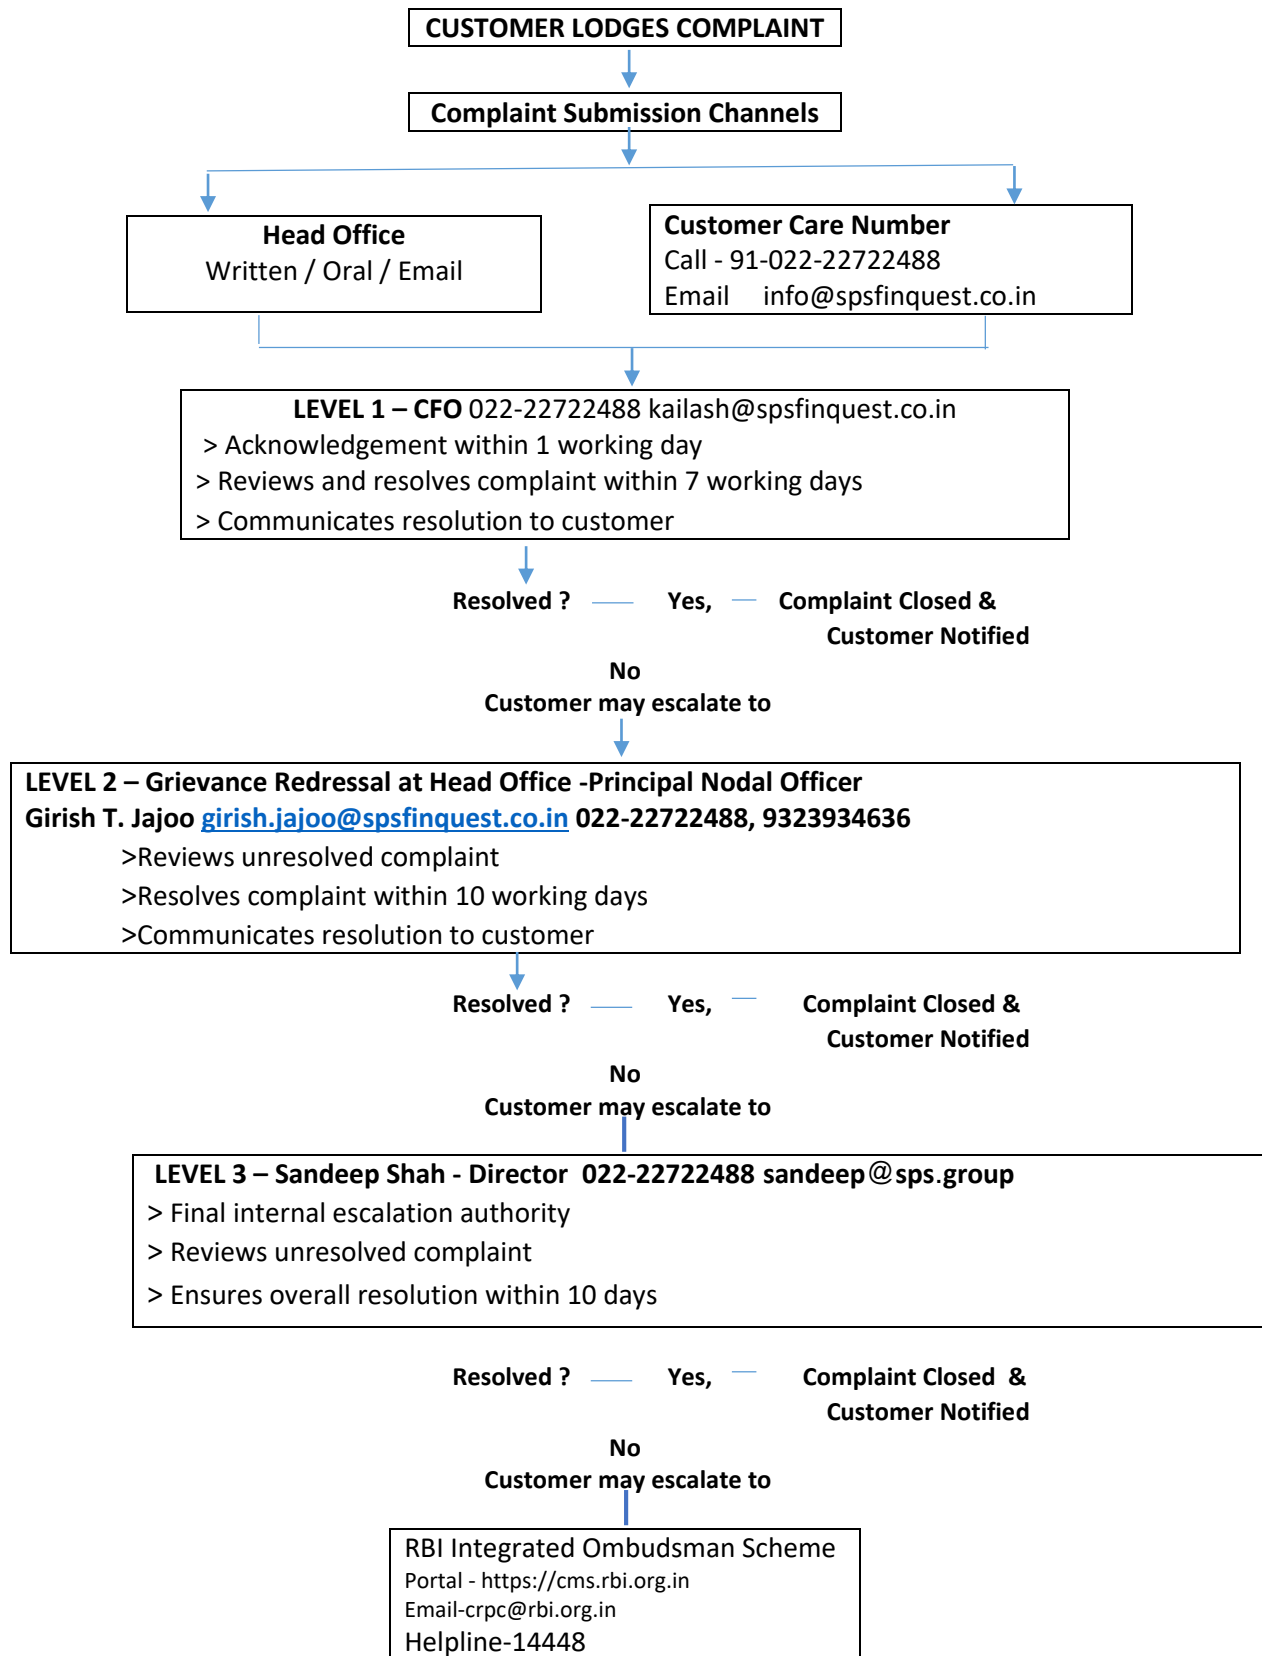 CUSTOMER LODGES COMPLAINT
Complaint Submission Channels
Head Office
Written / Oral / Email
Customer Care Number
Call - 91-022-22722488
Email info@spsfinquest.co.in
LEVEL 1 – CFO 022-22722488 kailash@spsfinquest.co.in
> Acknowledgement within 1 working day
> Reviews and resolves complaint within 7 working days
> Communicates resolution to customer
Resolved ? Yes, Complaint Closed &
Customer Notified
No
Customer may escalate to
LEVEL 2 – Grievance Redressal at Head Office -Principal Nodal Officer
Girish T. Jajoo girish.jajoo@spsfinquest.co.in 022-22722488, 9323934636
>Reviews unresolved complaint
>Resolves complaint within 10 working days
>Communicates resolution to customer
Resolved ? Yes, Complaint Closed &
Customer Notified
No
Customer may escalate to
LEVEL 3 – Sandeep Shah - Director 022-22722488 sandeep@sps.group
> Final internal escalation authority
> Reviews unresolved complaint
> Ensures overall resolution within 10 days
Resolved ? Yes, Complaint Closed &
Customer Notified
No
Customer may escalate to
RBI Integrated Ombudsman Scheme
Portal - https://cms.rbi.org.in
Email-crpc@rbi.org.in
Helpline-14448